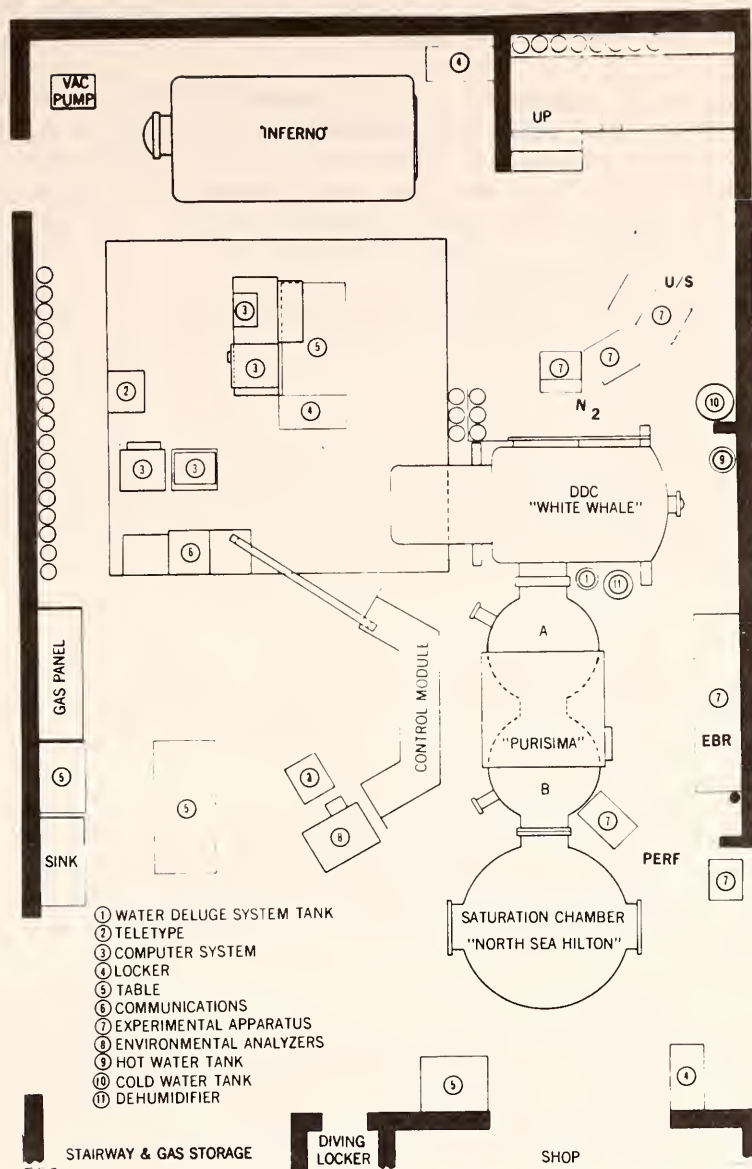 VAC
PUMP
"INFERNO"
④
UP
U/S
⑦
③
⑤
⑦
⑦
③
②
④
N2
⑩
③
③
⑨
DDC
"WHITE WHALE"
⑥
①
⑪
A
GAS PANEL
CONTROL MODULE
⑦
"PURISIMA"
EBR
⑤
⑤
②
B
⑧
⑦
SINK
PERF
⑦
① WATER DELUGE SYSTEM TANK
② TELETYPE
③ COMPUTER SYSTEM
④ LOCKER
⑤ TABLE
⑥ COMMUNICATIONS
⑦ EXPERIMENTAL APPARATUS
⑧ ENVIRONMENTAL ANALYZERS
⑨ HOT WATER TANK
⑩ COLD WATER TANK
⑪ DEHUMIDIFIER
SATURATION CHAMBER
"NORTH SEA HILTON"
⑤
④
STAIRWAY & GAS STORAGE
DIVING
LOCKER
SHOP